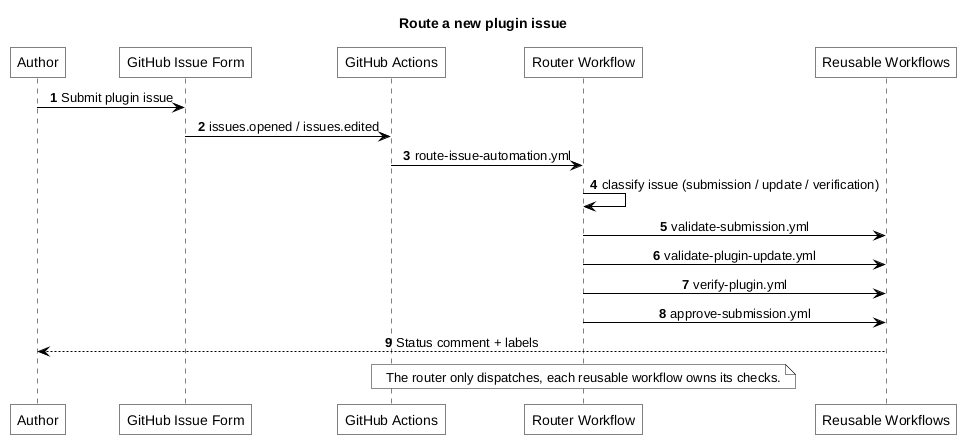 Route a new plugin issue
Author
GitHub Issue Form
GitHub Actions
Router Workflow
Reusable Workflows
1 Submit plugin issue
2 issues.opened / issues.edited
3 route-issue-automation.yml
4 classify issue (submission / update / verification)
5 validate-submission.yml
6 validate-plugin-update.yml
7 verify-plugin.yml
8 approve-submission.yml
9 Status comment + labels
The router only dispatches, each reusable workflow owns its checks.
Author
GitHub Issue Form
GitHub Actions
Router Workflow
Reusable Workflows